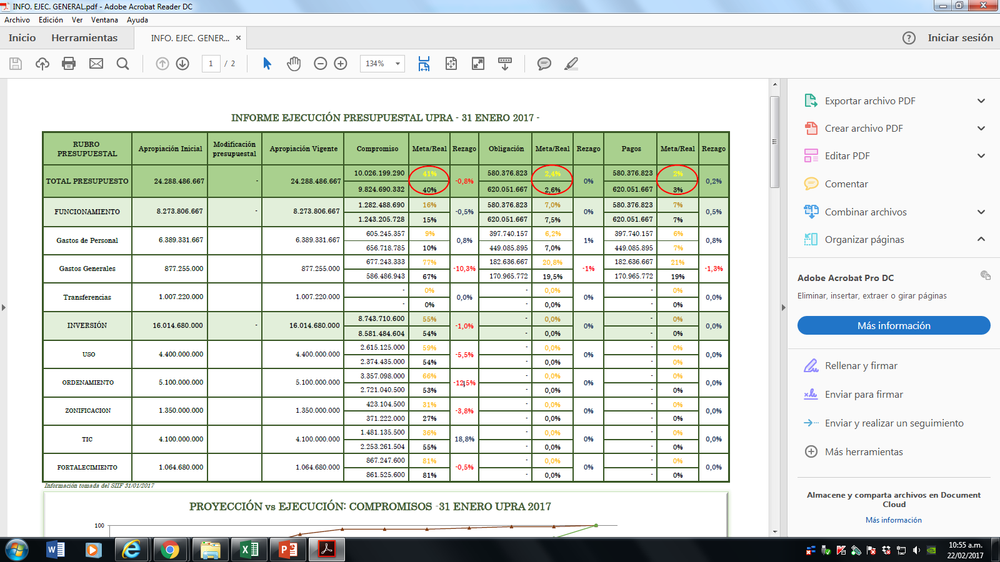 INFO. EJEC. GENERAL.pdf - Adobe Acrobat Reader DC
Archivo Edición Ver Ventana Ayuda
Inicio Herramientas INFO. EJEC. GENER... × ? Iniciar sesión
1 / 2 134%
INFORME EJECUCIÓN PRESUPUESTAL UPRA - 31 ENERO 2017 -
RUBRO PRESUPUESTAL Apropiación Inicial Modificación presupuestal Apropiación Vigente Compromiso Meta/Real Rezago Obligación Meta/Real Rezago Pagos Meta/Real Rezago
TOTAL PRESUPUESTO 24.288.486.667 - 24.288.486.667 10.026.199.290 41% -0,8% 580.376.823 2,4% 0% 580.376.823 2% 0,2%
9.824.690.332 40% 620.051.667 2,6% 620.051.667 3%
FUNCIONAMIENTO 8.273.806.667 - 8.273.806.667 1.282.488.690 16% -0,5% 580.376.823 7,0% 0% 580.376.823 7% 0,5%
1.243.205.728 15% 620.051.667 7,5% 620.051.667 7%
Gastos de Personal 6.389.331.667 6.389.331.667 605.245.357 9% 0,8% 397.740.157 6,2% 1% 397.740.157 6% 0,8%
656.718.785 10% 449.085.895 7,0% 449.085.895 7%
Gastos Generales 877.255.000 877.255.000 677.243.333 77% -10,3% 182.636.667 20,8% -1% 182.636.667 21% -1,3%
586.486.943 67% 170.965.772 19,5% 170.965.772 19%
Transferencias 1.007.220.000 1.007.220.000 - 0% 0,0% - 0,0% 0% - 0% 0,0%
- 0% - 0,0% - 0%
INVERSIÓN 16.014.680.000 - 16.014.680.000 8.743.710.600 55% -1,0% - 0,0% 0% - 0% 0,0%
8.581.484.604 54% - 0,0% - 0%
USO 4.400.000.000 4.400.000.000 2.615.125.000 59% -5,5% - 0,0% 0% - 0% 0,0%
2.374.435.000 54% - 0,0% - 0%
ORDENAMIENTO 5.100.000.000 5.100.000.000 3.357.098.000 66% -12,5% - 0,0% 0% - 0% 0,0%
2.721.040.500 53% - 0,0% - 0%
ZONIFICACION 1.350.000.000 1.350.000.000 423.104.500 31% -3,8% - 0,0% 0% - 0% 0,0%
371.222.000 27% - 0,0% - 0%
TIC 4.100.000.000 4.100.000.000 1.481.135.500 36% 18,8% - 0,0% 0% - 0% 0,0%
2.253.261.504 55% - 0,0% - 0%
FORTALECIMIENTO 1.064.680.000 1.064.680.000 867.247.600 81% -0,5% - 0,0% 0% - 0% 0,0%
861.525.600 81% - 0,0% - 0%
Información tomada del SIIF 31/01/2017
PROYECCIÓN vs EJECUCIÓN: COMPROMISOS -31 ENERO UPRA 2017
100
Exportar archivo PDF
Crear archivo PDF
Editar PDF
Comentar
Combinar archivos
Organizar páginas
Adobe Acrobat Pro DC
Eliminar, insertar, extraer o girar páginas
Más información
Rellenar y firmar
Enviar para firmar
Enviar y realizar un seguimiento
Más herramientas
Almacene y comparta archivos en Document
Cloud
Más información
10:55 a.m.
22/02/2017